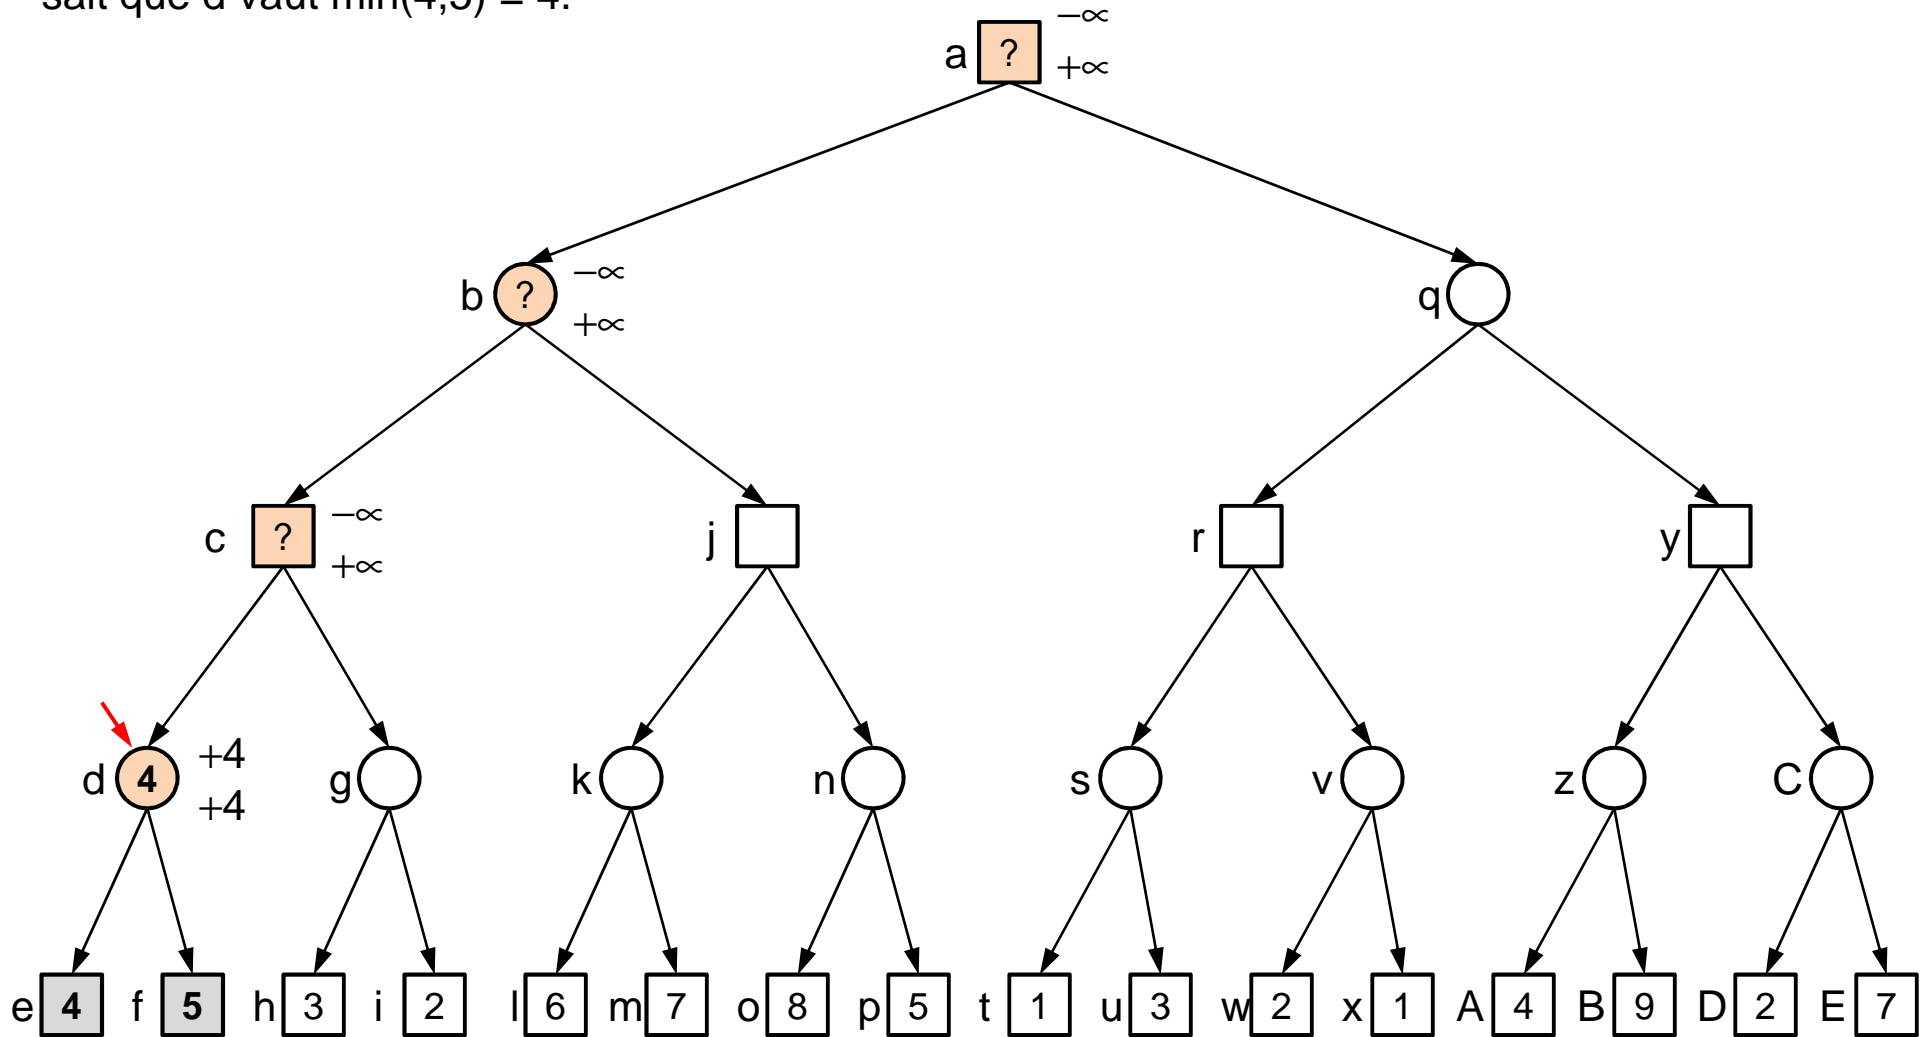 sait que d vaut min(4,5) = 4.
a ? −∞
+∞
b ? −∞
+∞
q
c ? −∞
+∞
j
r
y
d 4 +4
+4
g
k
n
s
v
z
C
e 4 f 5 h 3 i 2 l 6 m 7 o 8 p 5 t 1 u 3 w 2 x 1 A 4 B 9 D 2 E 7